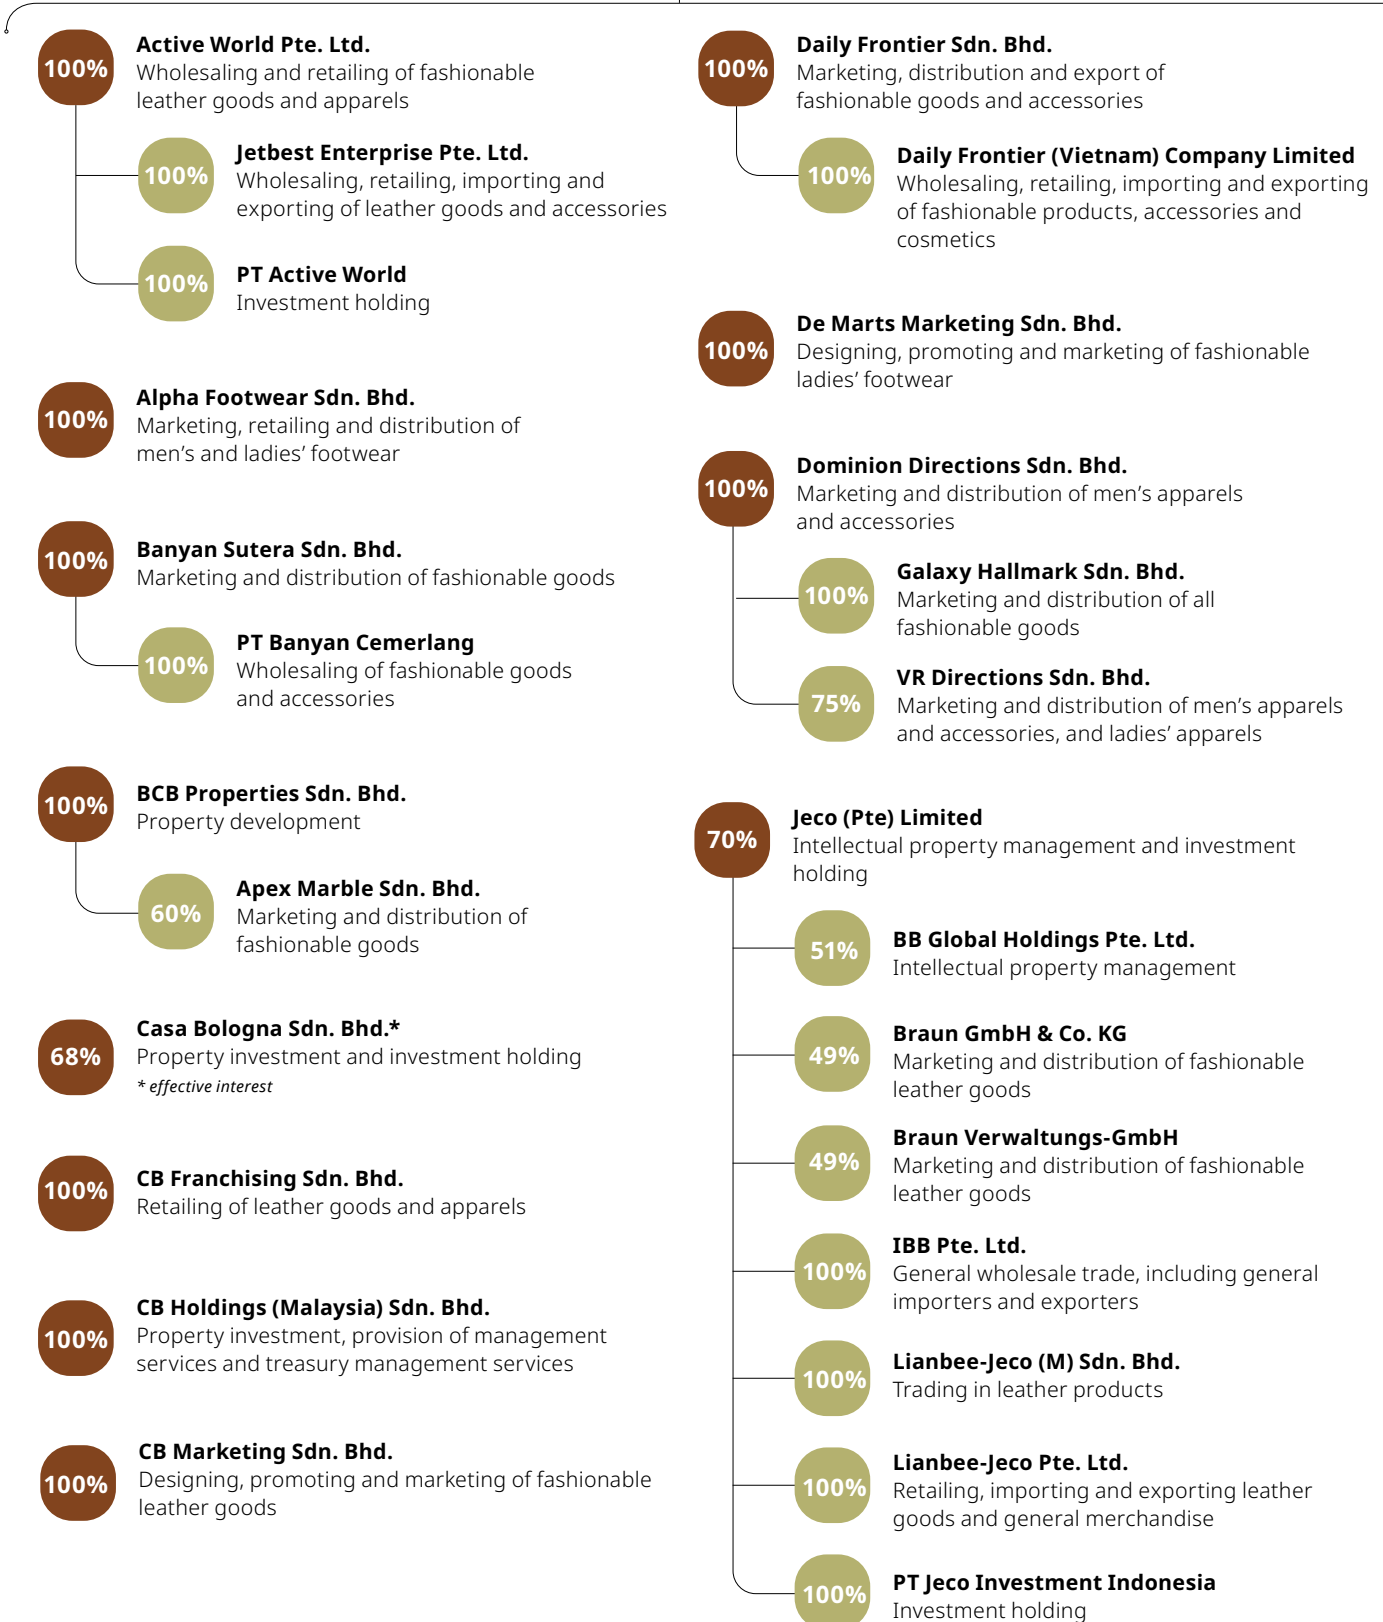 100%
Active World Pte. Ltd.
Wholesaling and retailing of fashionable
leather goods and apparels
100%
Jetbest Enterprise Pte. Ltd.
Wholesaling, retailing, importing and
exporting of leather goods and accessories
100%
PT Active World
Investment holding
100%
Alpha Footwear Sdn. Bhd.
Marketing, retailing and distribution of
men’s and ladies’ footwear
100%
Banyan Sutera Sdn. Bhd.
Marketing and distribution of fashionable goods
100%
PT Banyan Cemerlang
Wholesaling of fashionable goods
and accessories
100%
BCB Properties Sdn. Bhd.
Property development
60%
Apex Marble Sdn. Bhd.
Marketing and distribution of
fashionable goods
68%
Casa Bologna Sdn. Bhd.*
Property investment and investment holding
* effective interest
100%
CB Franchising Sdn. Bhd.
Retailing of leather goods and apparels
100%
CB Holdings (Malaysia) Sdn. Bhd.
Property investment, provision of management
services and treasury management services
100%
CB Marketing Sdn. Bhd.
Designing, promoting and marketing of fashionable
leather goods
100%
Daily Frontier Sdn. Bhd.
Marketing, distribution and export of
fashionable goods and accessories
100%
Daily Frontier (Vietnam) Company Limited
Wholesaling, retailing, importing and exporting
of fashionable products, accessories and
cosmetics
100%
De Marts Marketing Sdn. Bhd.
Designing, promoting and marketing of fashionable
ladies’ footwear
100%
Dominion Directions Sdn. Bhd.
Marketing and distribution of men’s apparels
and accessories
100%
Galaxy Hallmark Sdn. Bhd.
Marketing and distribution of all
fashionable goods
75%
VR Directions Sdn. Bhd.
Marketing and distribution of men’s apparels
and accessories, and ladies’ apparels
70%
Jeco (Pte) Limited
Intellectual property management and investment
holding
51%
BB Global Holdings Pte. Ltd.
Intellectual property management
49%
Braun GmbH & Co. KG
Marketing and distribution of fashionable
leather goods
49%
Braun Verwaltungs-GmbH
Marketing and distribution of fashionable
leather goods
100%
IBB Pte. Ltd.
General wholesale trade, including general
importers and exporters
100%
Lianbee-Jeco (M) Sdn. Bhd.
Trading in leather products
100%
Lianbee-Jeco Pte. Ltd.
Retailing, importing and exporting leather
goods and general merchandise
100%
PT Jeco Investment Indonesia
Investment holding